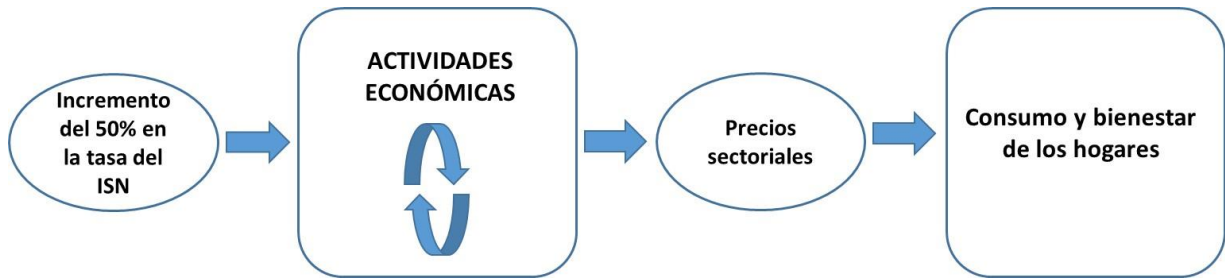 Incremento
del 50% en
la tasa del
ISN
ACTIVIDADES
ECONÓMICAS
Precios
sectoriales
Consumo y bienestar
de los hogares